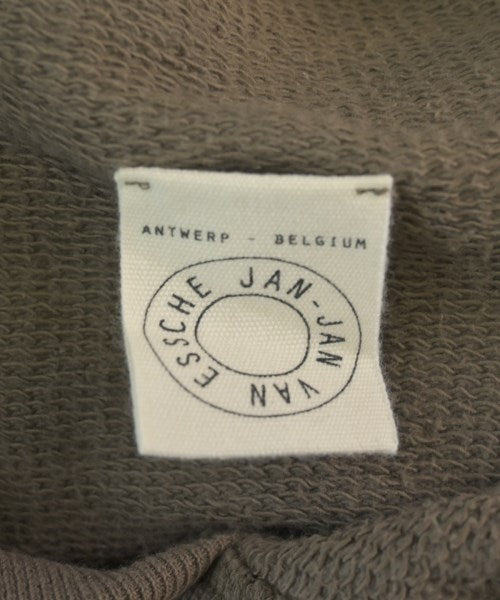 ANTWERP - BELGIUM
JAN-JAN VAN ESSCHE